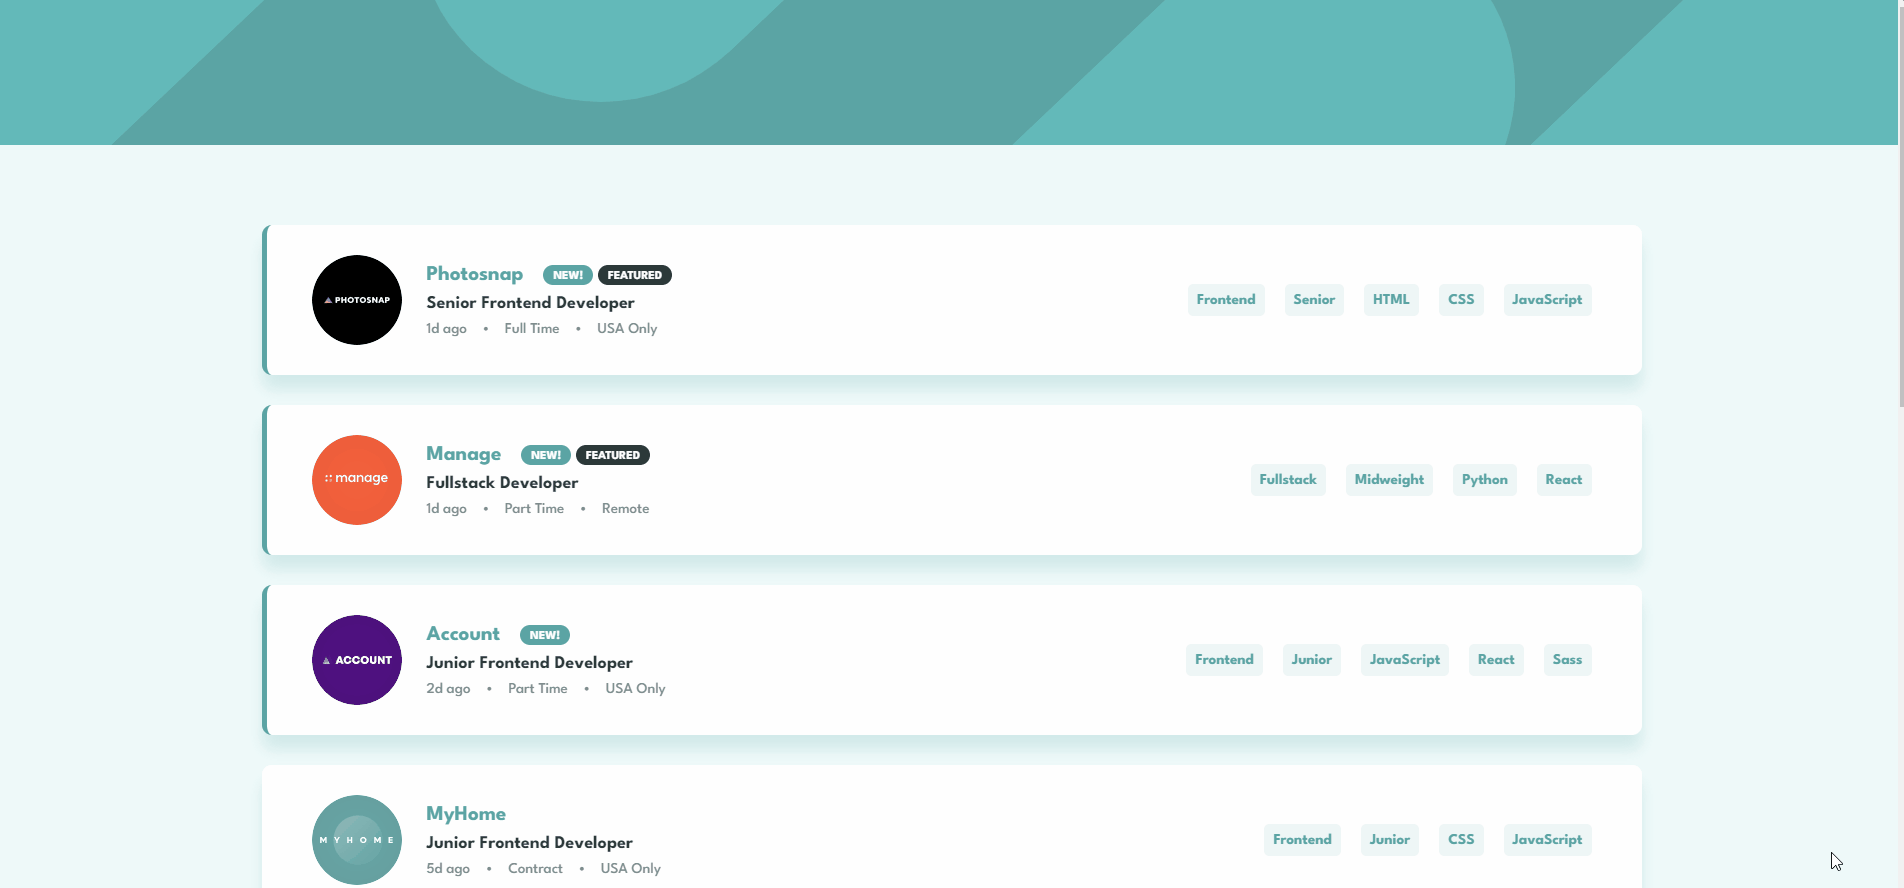 PHOTOSNAP
Photosnap NEW! FEATURED
Senior Frontend Developer
1d ago • Full Time • USA Only
Frontend Senior HTML CSS JavaScript
manage
Manage NEW! FEATURED
Fullstack Developer
1d ago • Part Time • Remote
Fullstack Midweight Python React
ACCOUNT
Account NEW!
Junior Frontend Developer
2d ago • Part Time • USA Only
Frontend Junior JavaScript React Sass
MYHOME
MyHome
Junior Frontend Developer
5d ago • Contract • USA Only
Frontend Junior CSS JavaScript